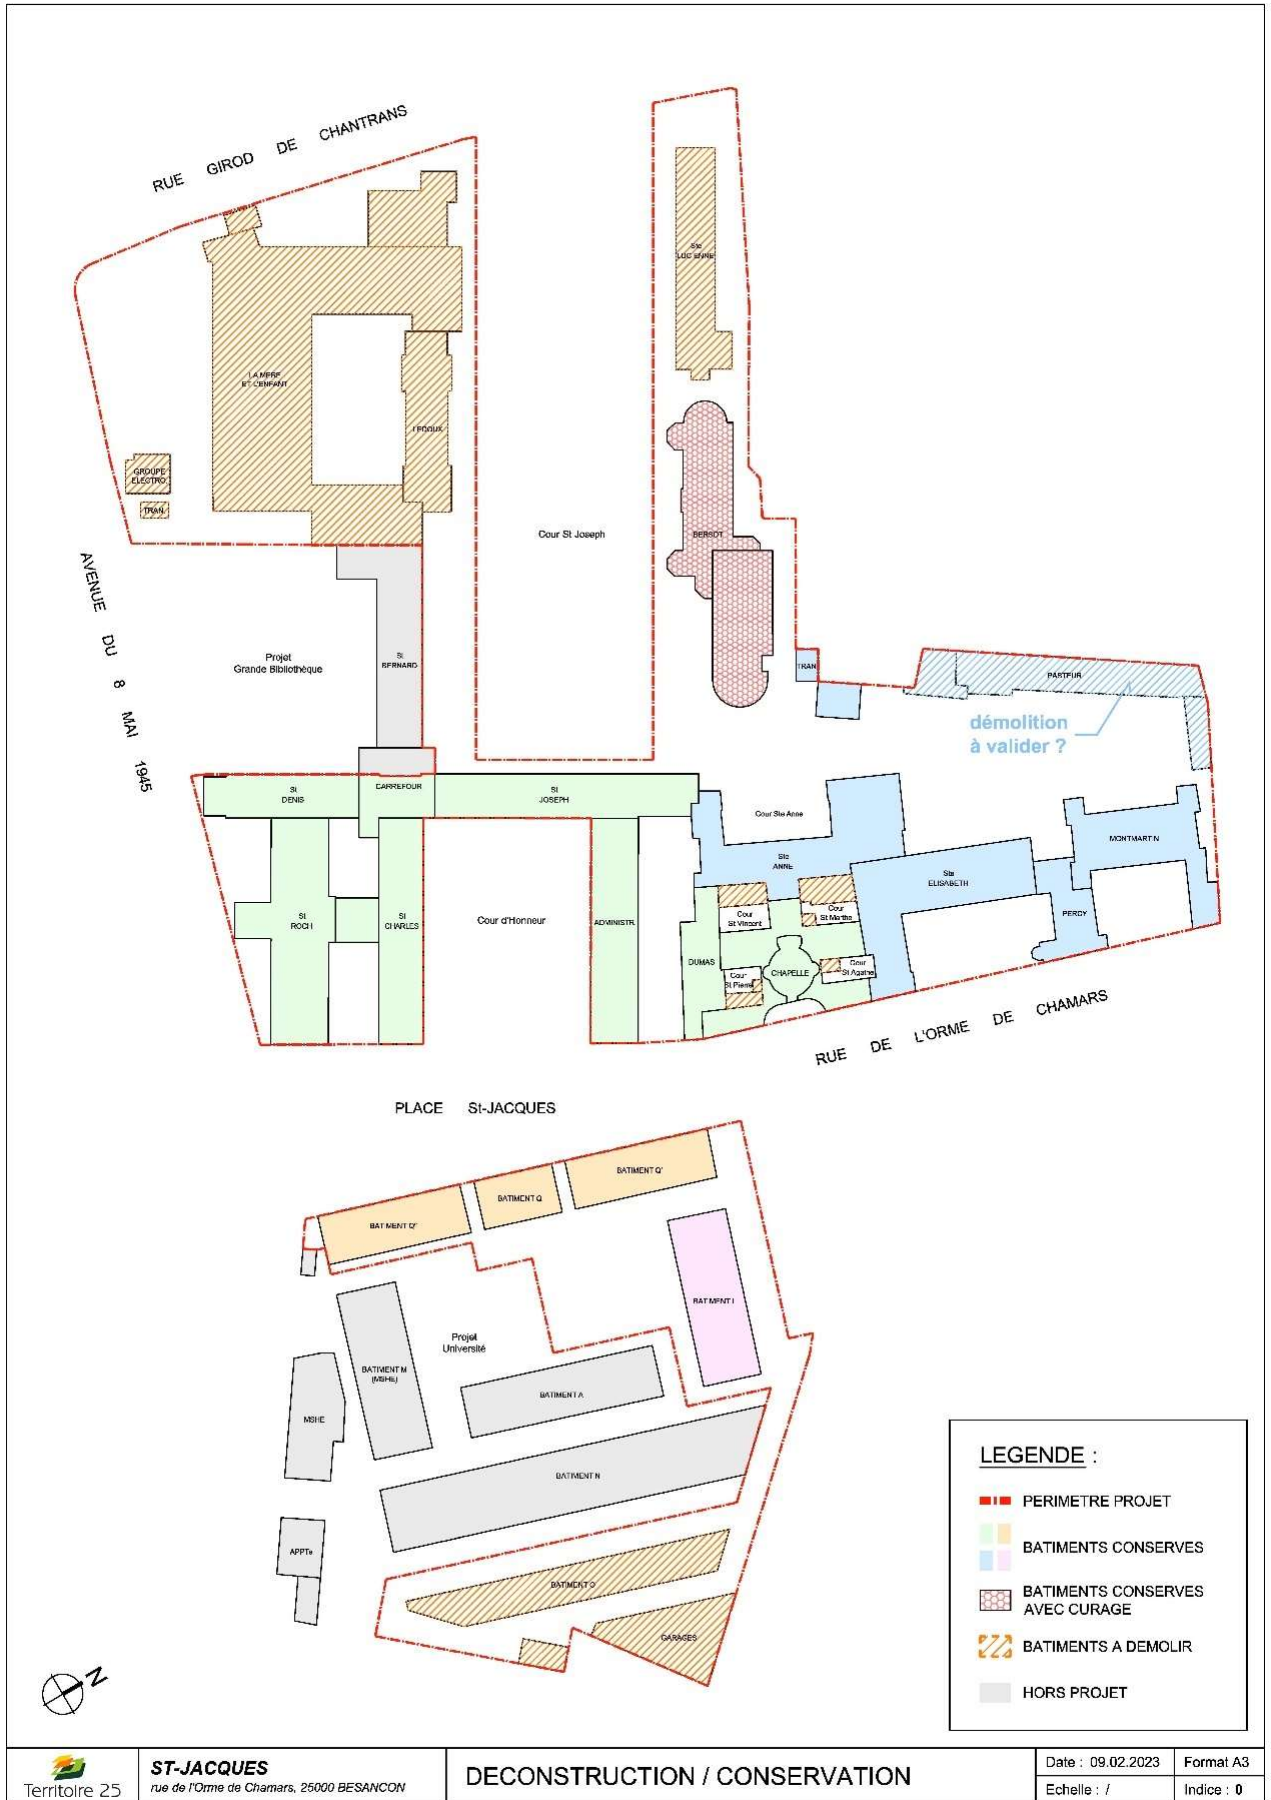 RUE GIROD DE CHANTRANS
Ste
LUC ENNE
LA MERE
ET L'ENFANT
LEDOUX
GROUPE
ELECTRO.
TRAN.
Cour St Joseph
BERSOT
AVENUE DU 8 MAI 1945
Projet
Grande Bibliothèque
St
BERNARD
TRAN
PASTEUR
démolition
à valider ?
St
DENIS
CARREFOUR
St
JOSEPH
Cour Ste Anne
MONTMARTIN
Ste
ANNE
Ste
ELISABETH
St
ROCH
St
CHARLES
Cour d'Honneur
ADMINISTR.
Cour
St Vincent
Cour
St Marthe
PERCY
DUMAS
CHAPELLE
Cour
St Pierre
Cour
St Agathe
RUE DE L'ORME DE CHAMARS
PLACE St-JACQUES
BATIMENT Q'
BATIMENT Q
BAT MENT Q"
BAT MENT I
Projet
Université
BATIMENT M
(MSHE)
BATIMENT A
MSHE
BATIMENT N
APPTs
BATIMENT O
GARAGES
LEGENDE :
PERIMETRE PROJET
BATIMENTS CONSERVES
BATIMENTS CONSERVES
AVEC CURAGE
BATIMENTS A DEMOLIR
HORS PROJET
N
Territoire 25
ST-JACQUES
rue de l'Orme de Chamars, 25000 BESANCON
DECONSTRUCTION / CONSERVATION
Date : 09.02.2023
Format A3
Echelle : /
Indice : 0